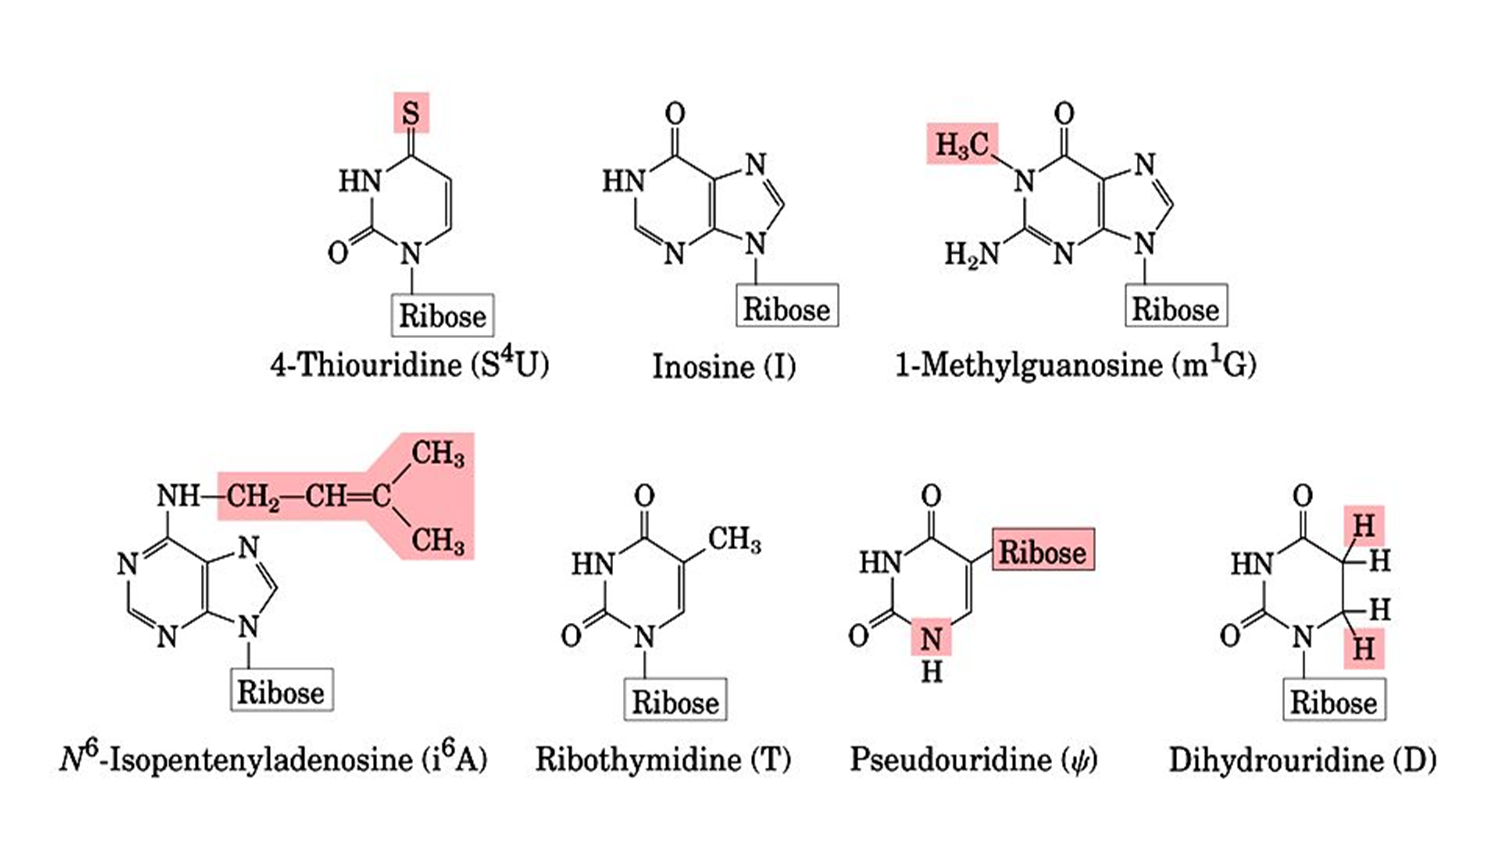 S
HN
O
N
Ribose
4-Thiouridine (S⁴U)
O
HN
N
N
N
Ribose
Inosine (I)
O
H₃C
N
N
H₂N
N
N
Ribose
1-Methylguanosine (m¹G)
CH₃
NH—CH₂—CH=C
CH₃
N
N
N
N
Ribose
N⁶-Isopentenyladenosine (i⁶A)
O
CH₃
HN
O
N
Ribose
Ribothymidine (T)
O
Ribose
HN
O
N
H
Pseudouridine (ψ)
O
H
H
HN
H
O
N
H
Ribose
Dihydrouridine (D)